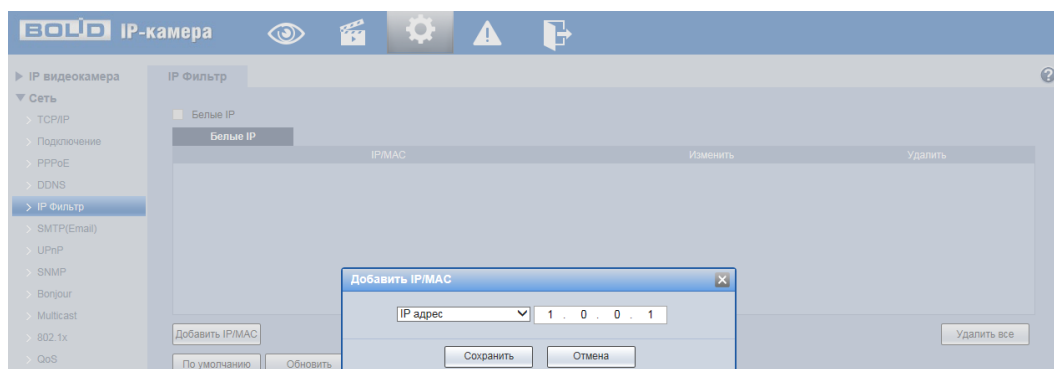 BOLID IP-камера
IP видеокамера
Сеть
TCP/IP
Подключение
PPPoE
DDNS
IP Фильтр
SMTP(Email)
UPnP
SNMP
Bonjour
Multicast
802.1x
QoS
IP Фильтр
?
Белые IP
Белые IP
IP/MAC Изменить Удалить
Добавить IP/MAC
IP адрес 1 . 0 . 0 . 1
Сохранить Отмена
Добавить IP/MAC Удалить все
По умолчанию Обновить